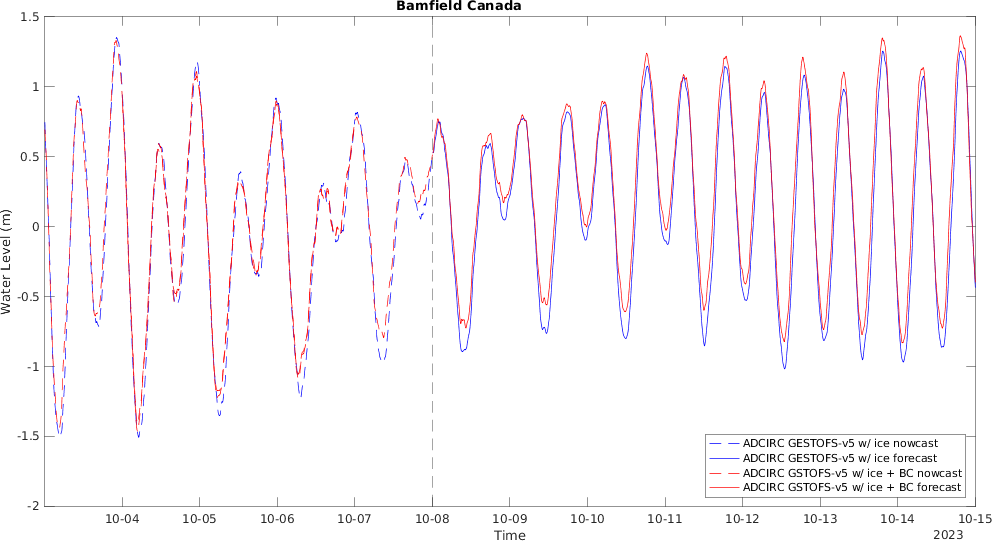 Bamfield Canada
1.5
1
0.5
0
-0.5
-1
-1.5
-2
Water Level (m)
10-04 10-05 10-06 10-07 10-08 10-09 10-10 10-11 10-12 10-13 10-14 10-15
Time
2023
ADCIRC GESTOFS-v5 w/ ice nowcast
ADCIRC GESTOFS-v5 w/ ice forecast
ADCIRC GSTOFS-v5 w/ ice + BC nowcast
ADCIRC GSTOFS-v5 w/ ice + BC forecast